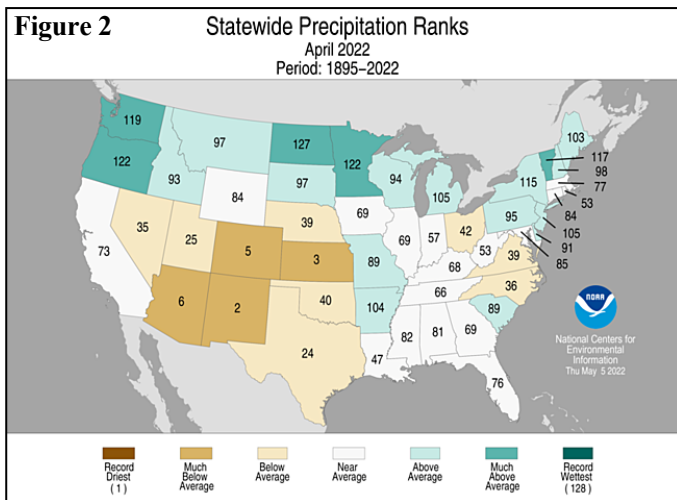 Figure 2
Statewide Precipitation Ranks
April 2022
Period: 1895–2022
119
97
127
122
103
122
93
97
94
105
115
117
98
77
53
84
105
91
85
84
69
95
35
25
39
69
57
42
53
39
73
5
3
89
68
36
6
2
40
104
66
89
24
47
82
81
69
76
NOAA
National Centers for
Environmental
Information
Thu May 5 2022
Record
Driest
(1)
Much
Below
Average
Below
Average
Near
Average
Above
Average
Much
Above
Average
Record
Wettest
(128)